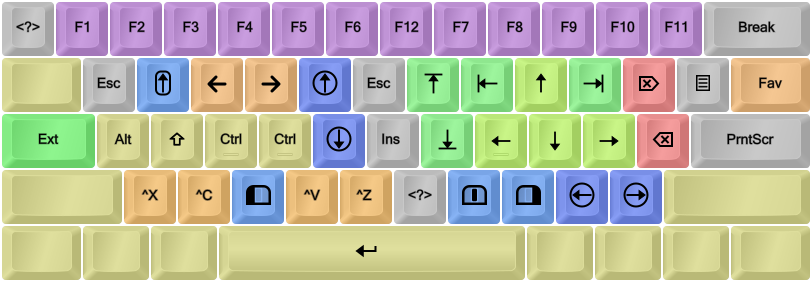 <?> F1 F2 F3 F4 F5 F6 F12 F7 F8 F9 F10 F11 Break
Esc Esc Fav
Ext Alt Ctrl Ctrl Ins PrntScr
^X ^C ^V ^Z <?>